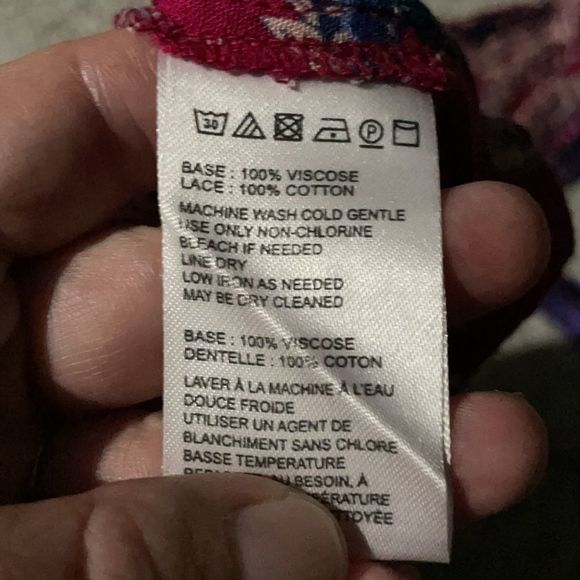 30
P
BASE : 100% VISCOSE
LACE : 100% COTTON
MACHINE WASH COLD GENTLE
USE ONLY NON-CHLORINE
BLEACH IF NEEDED
LINE DRY
LOW IRON AS NEEDED
MAY BE DRY CLEANED
BASE : 100% VISCOSE
DENTELLE : 100% COTON
LAVER À LA MACHINE À L'EAU
DOUCE FROIDE
UTILISER UN AGENT DE
BLANCHIMENT SANS CHLORE
BASSE TEMPERATURE
BESOIN, À